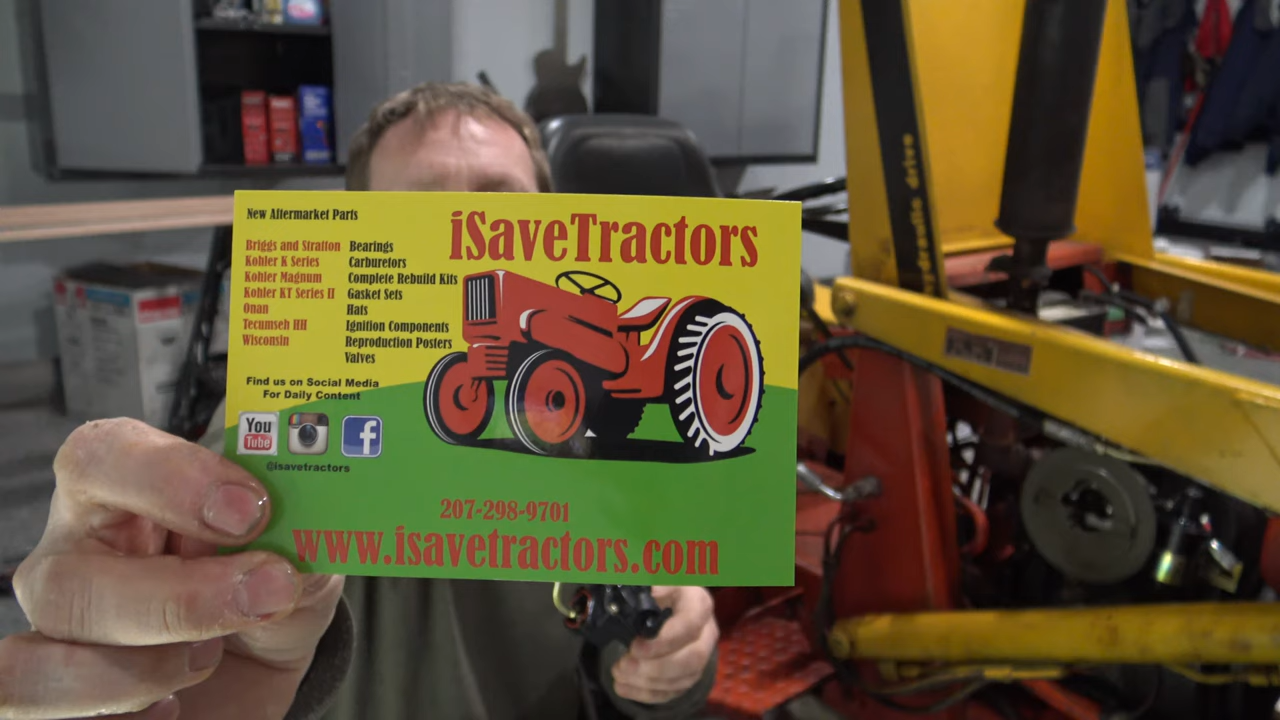 New Aftermarket Parts
iSaveTractors
Briggs and Stratton
Kohler K Series
Kohler Magnum
Kohler KT Series II
Onan
Tecumseh HH
Wisconsin
Bearings
Carburetors
Complete Rebuild Kits
Gasket Sets
Hats
Ignition Components
Reproduction Posters
Valves
Find us on Social Media
For Daily Content
You
Tube
f
@isavetractors
207-298-9701
www.isavetractors.com
hydraulic drive